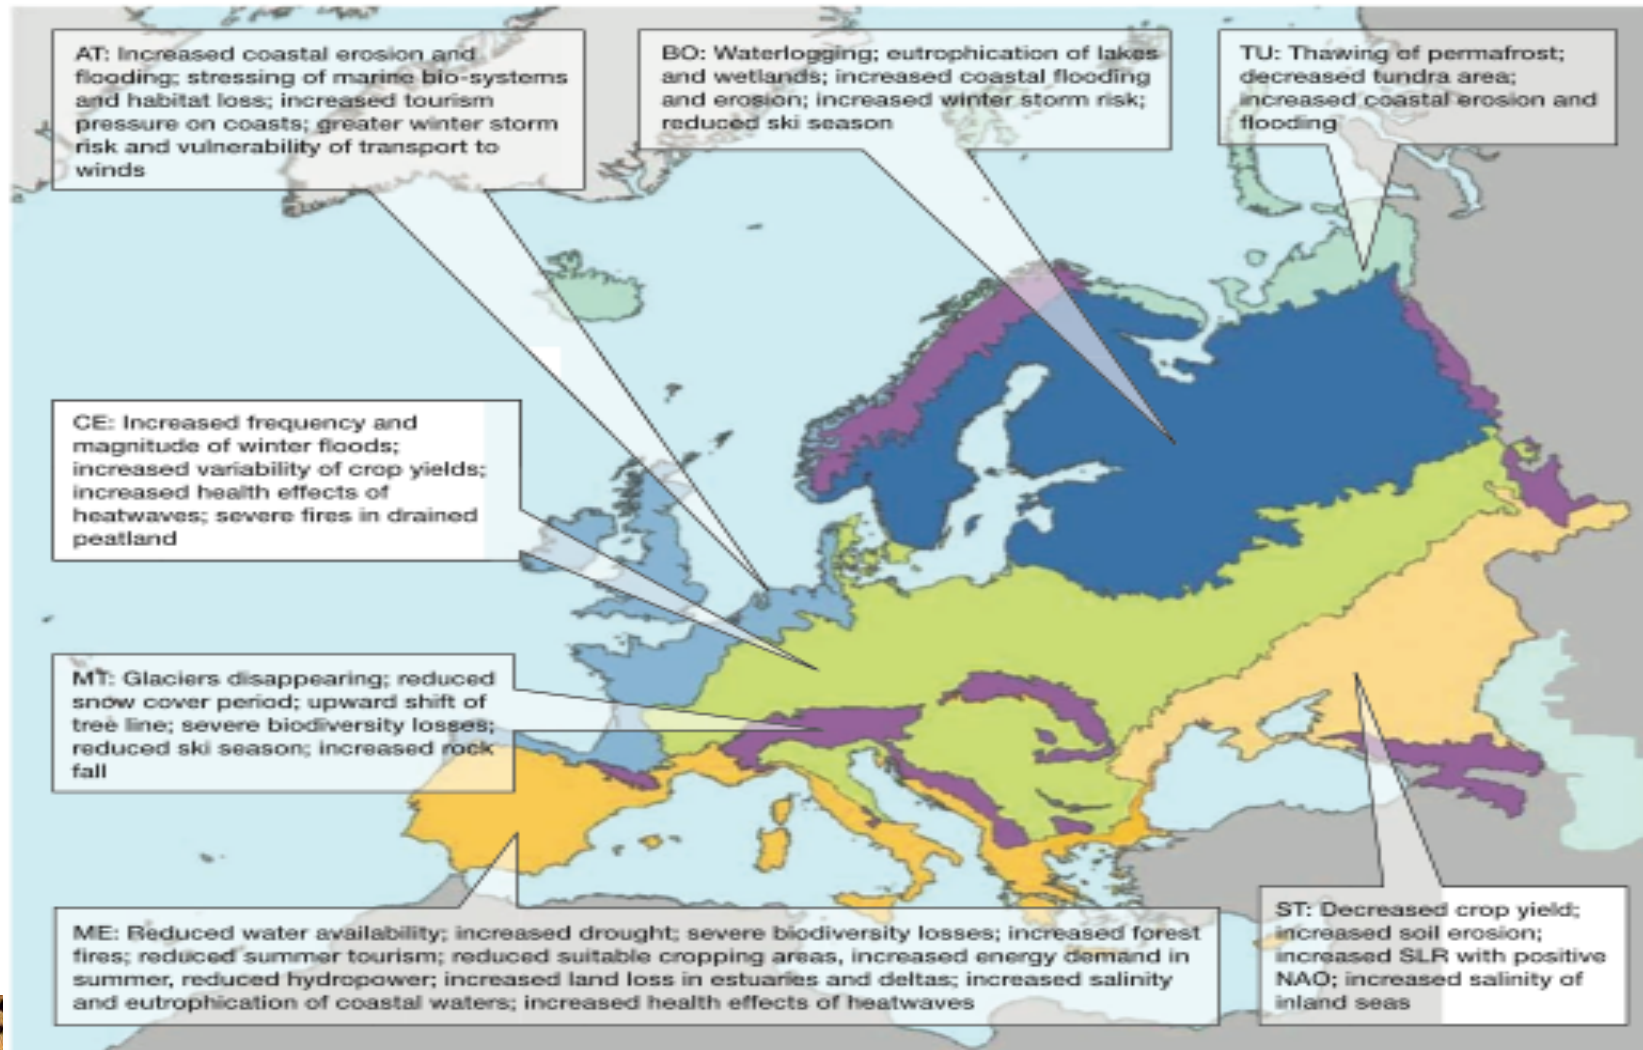 AT: Increased coastal erosion and
flooding; stressing of marine bio-systems
and habitat loss; increased tourism
pressure on coasts; greater winter storm
risk and vulnerability of transport to
winds
BO: Waterlogging; eutrophication of lakes
and wetlands; increased coastal flooding
and erosion; increased winter storm risk;
reduced ski season
TU: Thawing of permafrost;
decreased tundra area;
increased coastal erosion and
flooding
CE: Increased frequency and
magnitude of winter floods;
increased variability of crop yields;
increased health effects of
heatwaves; severe fires in drained
peatland
MT: Glaciers disappearing; reduced
snow cover period; upward shift of
tree line; severe biodiversity losses;
reduced ski season; increased rock
fall
ME: Reduced water availability; increased drought; severe biodiversity losses; increased forest
fires; reduced summer tourism; reduced suitable cropping areas, increased energy demand in
summer, reduced hydropower; increased land loss in estuaries and deltas; increased salinity
and eutrophication of coastal waters; increased health effects of heatwaves
ST: Decreased crop yield;
increased soil erosion;
increased SLR with positive
NAO; increased salinity of
inland seas